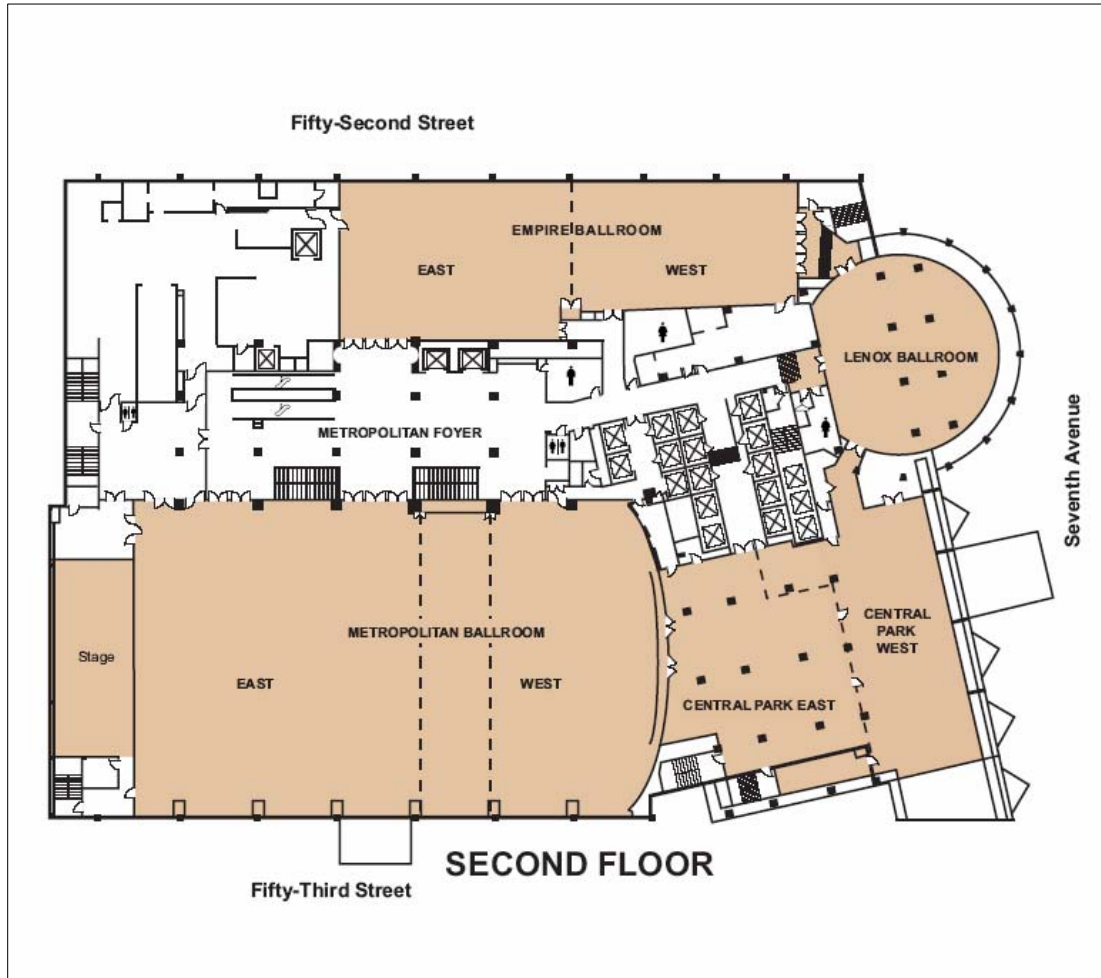 Fifty-Second Street
EMPIRE BALLROOM
EAST
WEST
LENOX BALLROOM
METROPOLITAN FOYER
Seventh Avenue
METROPOLITAN BALLROOM
CENTRAL
PARK
WEST
Stage
EAST
WEST
CENTRAL PARK EAST
SECOND FLOOR
Fifty-Third Street